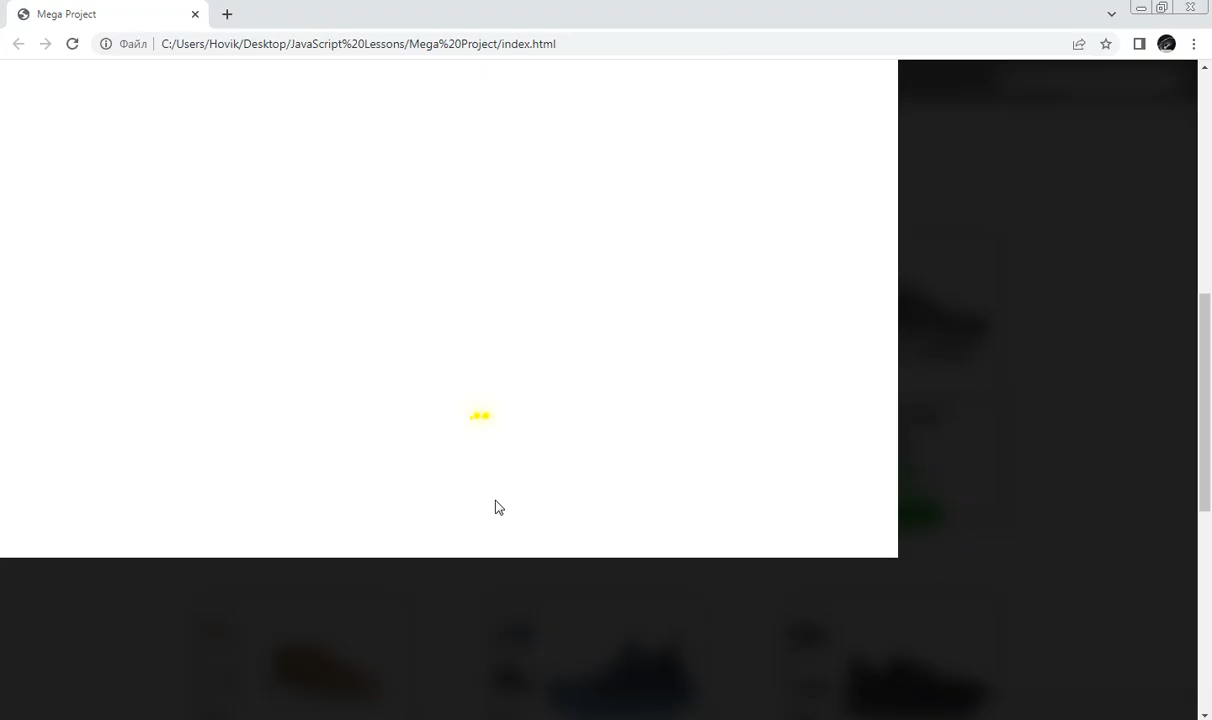 Mega Project
Файл
C:/Users/Hovik/Desktop/JavaScript%20Lessons/Mega%20Project/index.html